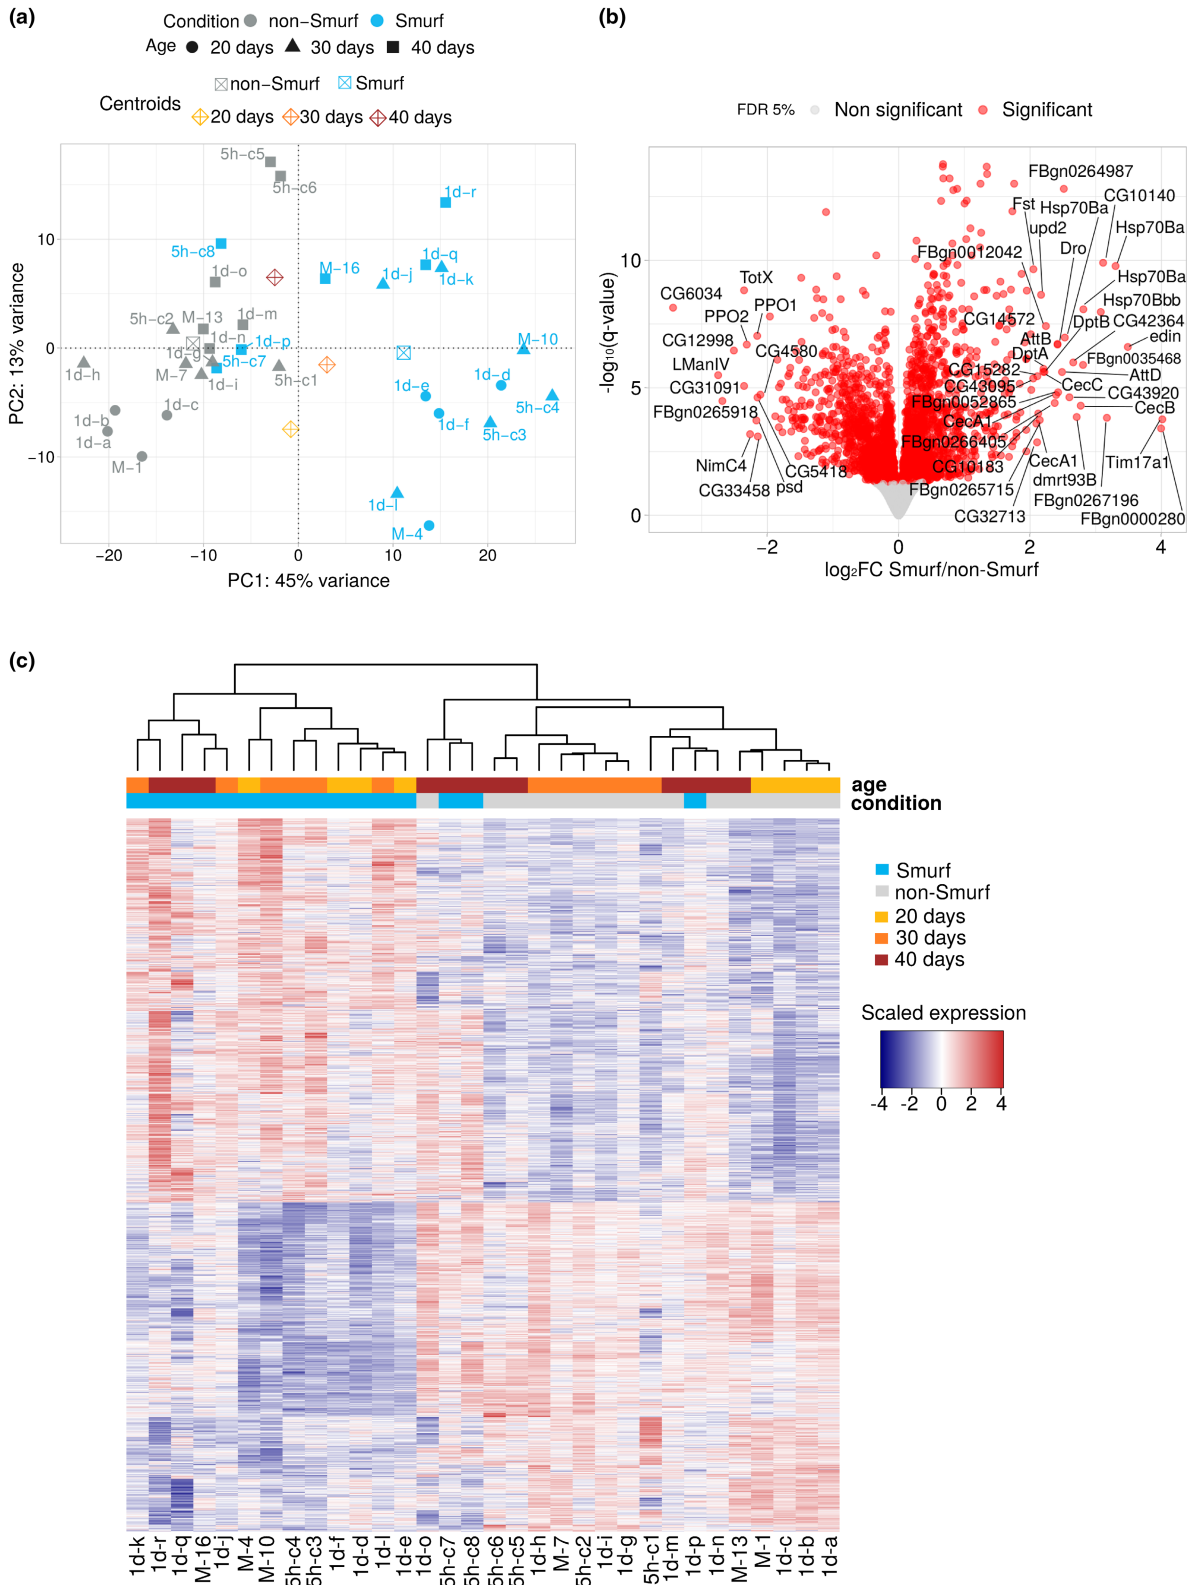 (a)
Condition non−Smurf Smurf
Age 20 days 30 days 40 days
non−Smurf Smurf
Centroids
20 days 30 days 40 days
PC2: 13% variance
10
0
−10
5h−c5
5h−c6
1d−r
5h−c8
1d−q
1d−o
M−16
1d−j
1d−k
5h−c2
M−13
1d−m
1d−n
1d−p
M−10
1d−g
5h−c7
1d−h
M−7
1d−i
5h−c1
1d−d
1d−e
5h−c4
1d−c
1d−b
1d−f
5h−c3
1d−a
M−1
1d−l
M−4
−20
−10
0
10
20
PC1: 45% variance
(b)
FDR 5% Non significant Significant
-log₁₀(q-value)
10
5
0
FBgn0264987
CG10140
Fst
Hsp70Ba
Hsp70Ba
upd2
Dro
FBgn0012042
TotX
Hsp70Ba
CG6034
PPO1
Hsp70Bbb
PPO2
CG14572
DptB
CG42364
CG12998
AttB
edin
CG4580
DptA
FBgn0035468
LManIV
CG15282
AttD
CG31091
CG43095
CecC
CG43920
FBgn0265918
FBgn0052865
CecB
CecA1
FBgn0266405
NimC4
CG5418
CG10183
CecA1
Tim17a1
dmrt93B
CG33458
psd
FBgn0265715
FBgn0267196
CG32713
FBgn0000280
−2
0
2
4
log₂FC Smurf/non-Smurf
(c)
age
condition
Smurf
non-Smurf
20 days
30 days
40 days
Scaled expression
-4 -2 0 2 4
1d-k
1d-r
1d-q
M-16
1d-j
M-4
M-10
5h-c4
5h-c3
1d-f
1d-d
1d-l
1d-e
1d-o
5h-c7
5h-c8
5h-c6
5h-c5
1d-h
M-7
5h-c2
1d-i
1d-g
5h-c1
1d-m
1d-p
1d-n
M-13
M-1
1d-c
1d-b
1d-a